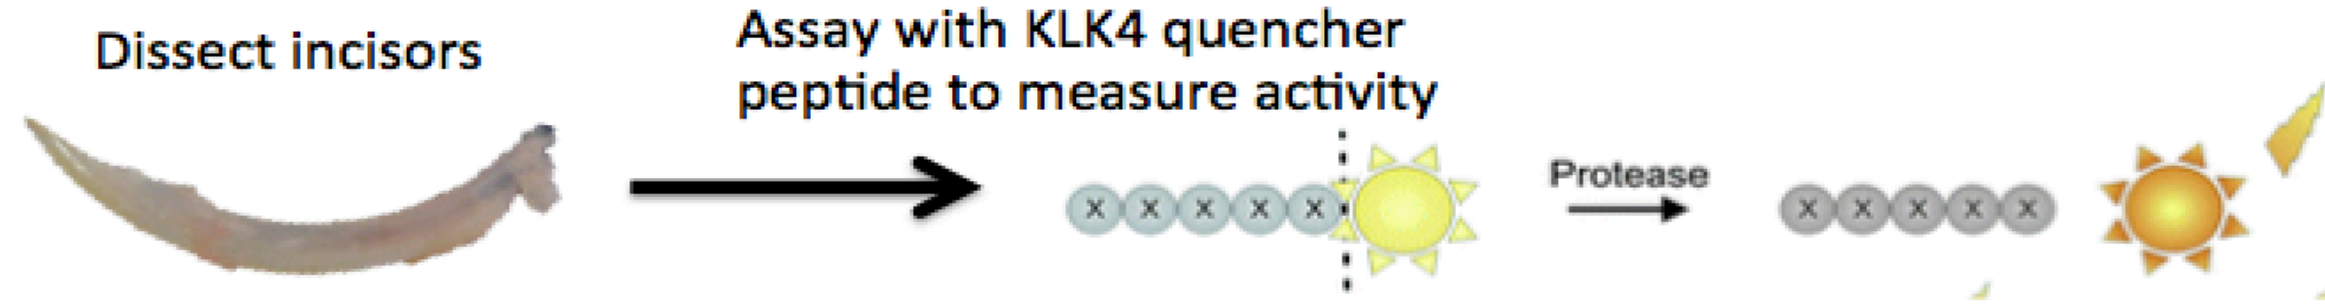 Dissect incisors
Assay with KLK4 quencher
peptide to measure activity
Protease
X X X X X
X X X X X